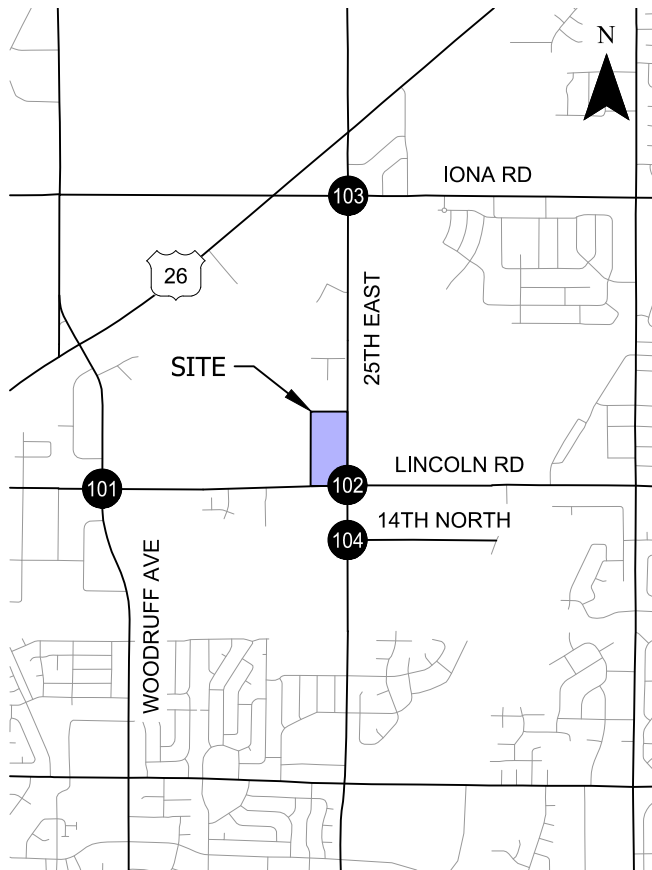 N
IONA RD
103
26
25TH EAST
SITE
LINCOLN RD
101
102
14TH NORTH
104
WOODRUFF AVE